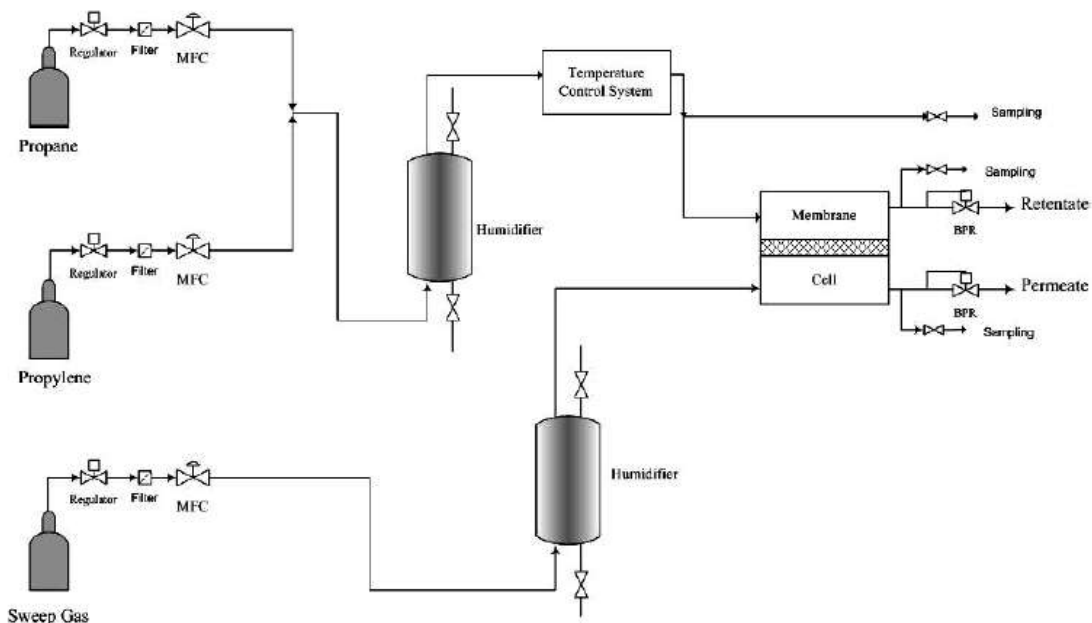 Regulator
Filter
MFC
Propane
Temperature
Control System
Sampling
Sampling
Membrane
Retentate
BPR
Humidifier
Regulator
Filter
MFC
Cell
Permeate
BPR
Sampling
Propylene
Humidifier
Regulator
Filter
MFC
Sweep Gas